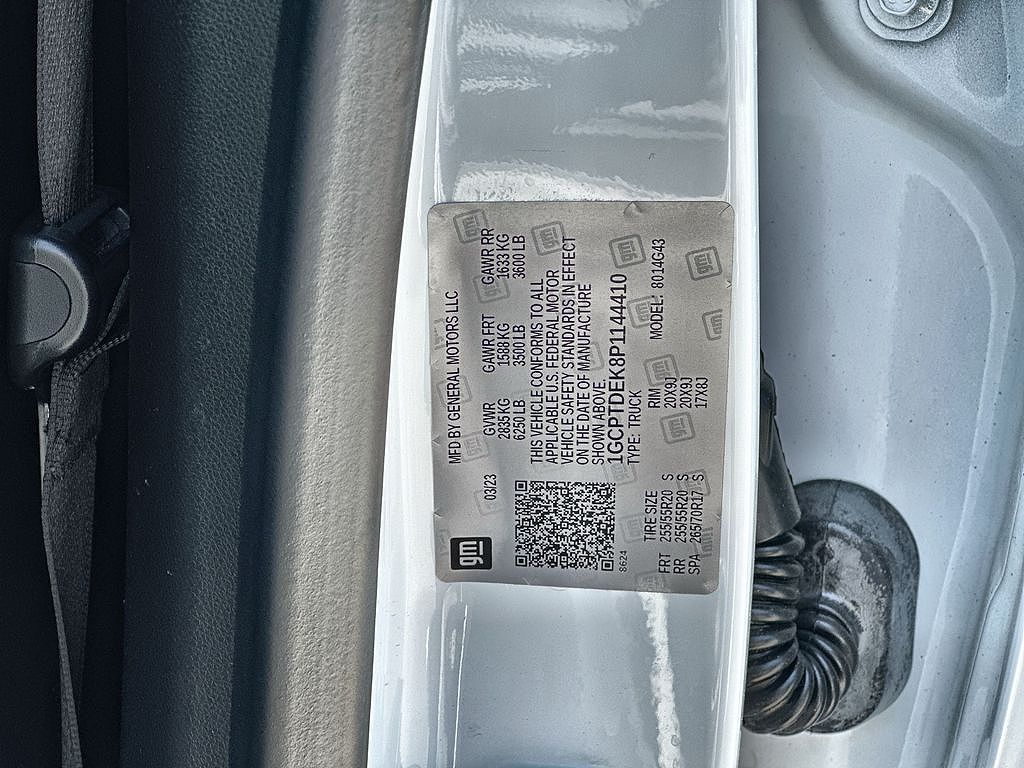 gm
MFD BY GENERAL MOTORS LLC
03/23 GVWR GAWR FRT GAWR RR
2835 KG 1588 KG 1633 KG
6250 LB 3500 LB 3600 LB
THIS VEHICLE CONFORMS TO ALL
APPLICABLE U.S. FEDERAL MOTOR
VEHICLE SAFETY STANDARDS IN EFFECT
ON THE DATE OF MANUFACTURE
SHOWN ABOVE.
1GCPTDEK8P1144410
8624 TYPE: TRUCK MODEL: 8014G43
TIRE SIZE RIM
FRT 255/55R20 S 20X9J
RR 255/55R20 S 20X9J
SPA 265/70R17 S 17X8J